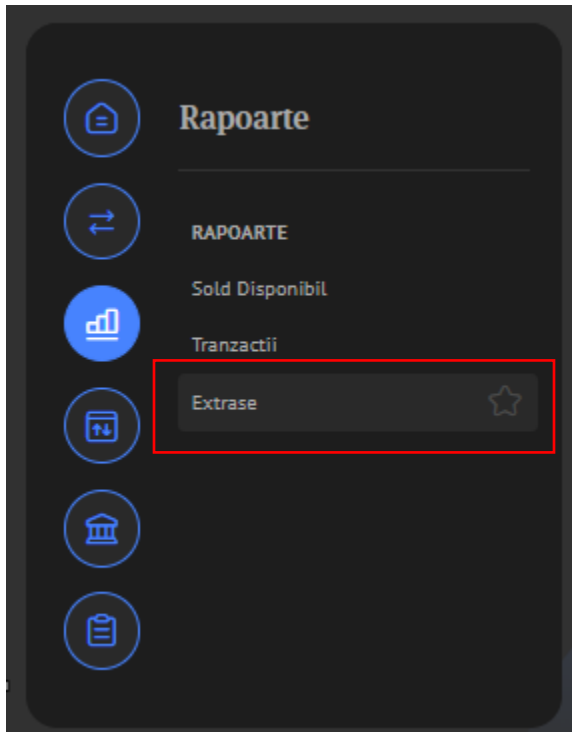 Rapoarte
RAPOARTE
Sold Disponibil
Tranzactii
Extrase